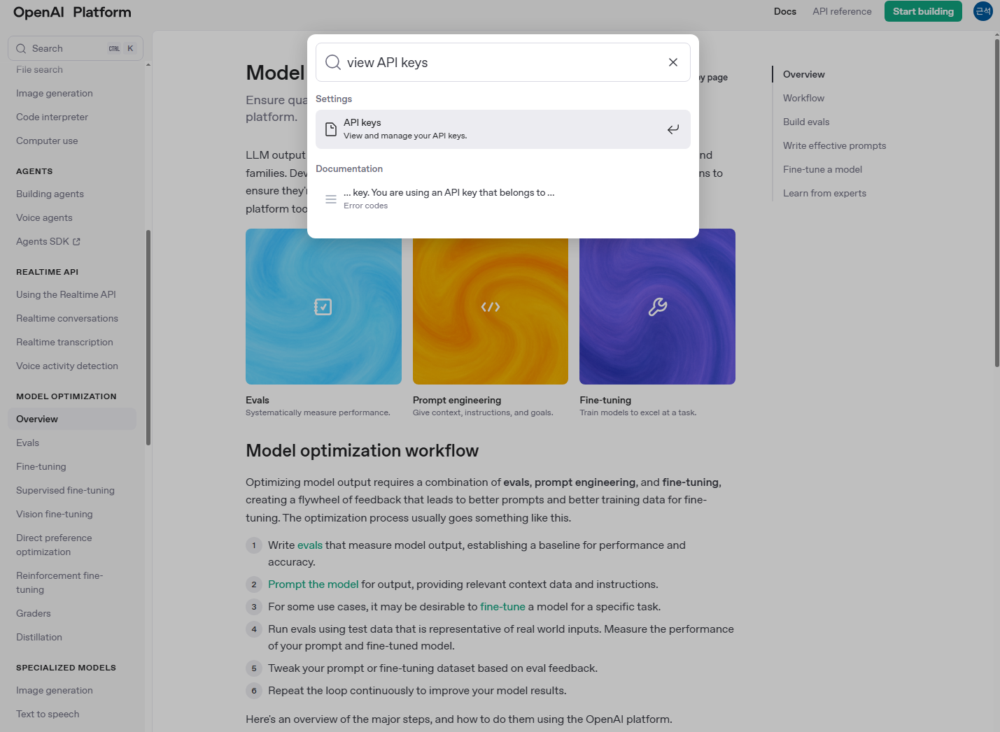 OpenAI Platform
Docs
API reference
Start building
근석
Search
CTRL
K
File search
Image generation
Code interpreter
Computer use
AGENTS
Building agents
Voice agents
Agents SDK
REALTIME API
Using the Realtime API
Realtime conversations
Realtime transcription
Voice activity detection
MODEL OPTIMIZATION
Overview
Evals
Fine-tuning
Supervised fine-tuning
Vision fine-tuning
Direct preference
optimization
Reinforcement fine-
tuning
Graders
Distillation
SPECIALIZED MODELS
Image generation
Text to speech
view API keys
Settings
API keys
View and manage your API keys.
Documentation
... key. You are using an API key that belongs to ...
Error codes
Model
by page
Ensure qua
platform.
LLM output
nd
families. Dev
ns to
ensure they'r
platform too
Evals
Systematically measure performance.
Prompt engineering
Give context, instructions, and goals.
Fine-tuning
Train models to excel at a task.
Model optimization workflow
Optimizing model output requires a combination of evals, prompt engineering, and fine-tuning,
creating a flywheel of feedback that leads to better prompts and better training data for fine-
tuning. The optimization process usually goes something like this.
1 Write evals that measure model output, establishing a baseline for performance and
accuracy.
2 Prompt the model for output, providing relevant context data and instructions.
3 For some use cases, it may be desirable to fine-tune a model for a specific task.
4 Run evals using test data that is representative of real world inputs. Measure the performance
of your prompt and fine-tuned model.
5 Tweak your prompt or fine-tuning dataset based on eval feedback.
6 Repeat the loop continuously to improve your model results.
Here's an overview of the major steps, and how to do them using the OpenAI platform.
Overview
Workflow
Build evals
Write effective prompts
Fine-tune a model
Learn from experts